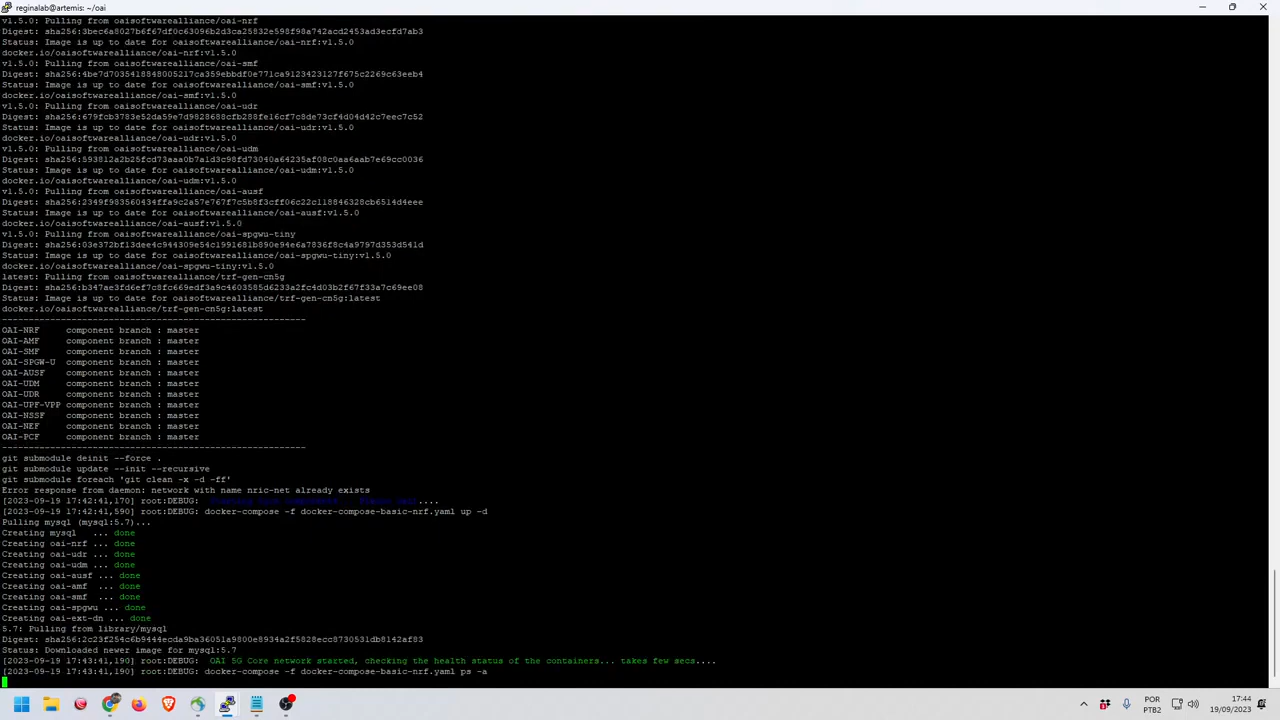 reginalab@artemis: ~/oai
v1.5.0: Pulling from oaisoftwarealliance/oai-nrf
Digest: sha256:3bec6a8027b6f67df0c63096b2d3ca25832e598f98a742acd2453ad3ecfd7ab3
Status: Image is up to date for oaisoftwarealliance/oai-nrf:v1.5.0
docker.io/oaisoftwarealliance/oai-nrf:v1.5.0
v1.5.0: Pulling from oaisoftwarealliance/oai-smf
Digest: sha256:4be7d7035418848005217ca359ebbdf0e771ca9123423127f675c2269c63eeb4
Status: Image is up to date for oaisoftwarealliance/oai-smf:v1.5.0
docker.io/oaisoftwarealliance/oai-smf:v1.5.0
v1.5.0: Pulling from oaisoftwarealliance/oai-udr
Digest: sha256:679fcb3783e52da59e7d9828688cfb288fe16cf7c8de73cf4d04d42c7eec7c52
Status: Image is up to date for oaisoftwarealliance/oai-udr:v1.5.0
docker.io/oaisoftwarealliance/oai-udr:v1.5.0
v1.5.0: Pulling from oaisoftwarealliance/oai-udm
Digest: sha256:593812a2b25fcd73aaa0b7a1d3c98fd73040a64235af08c0aa6aab7e69cc0036
Status: Image is up to date for oaisoftwarealliance/oai-udm:v1.5.0
docker.io/oaisoftwarealliance/oai-udm:v1.5.0
v1.5.0: Pulling from oaisoftwarealliance/oai-ausf
Digest: sha256:2349f983560434ffa9c2a57e767f7c5b8f3cff06c22c118846328cb6514d4eee
Status: Image is up to date for oaisoftwarealliance/oai-ausf:v1.5.0
docker.io/oaisoftwarealliance/oai-ausf:v1.5.0
v1.5.0: Pulling from oaisoftwarealliance/oai-spgwu-tiny
Digest: sha256:03e372bf13dee4c944309e54c1991681b890e94e6a7836f8c4a9797d353d541d
Status: Image is up to date for oaisoftwarealliance/oai-spgwu-tiny:v1.5.0
docker.io/oaisoftwarealliance/oai-spgwu-tiny:v1.5.0
latest: Pulling from oaisoftwarealliance/trf-gen-cn5g
Digest: sha256:b347ae3fd6ef7c8fc669edf3a9c4603585d6233a2fc4d03b2f67f33a7c69ee08
Status: Image is up to date for oaisoftwarealliance/trf-gen-cn5g:latest
docker.io/oaisoftwarealliance/trf-gen-cn5g:latest
---------------------------------------------------------
OAI-NRF component branch : master
OAI-AMF component branch : master
OAI-SMF component branch : master
OAI-SPGW-U component branch : master
OAI-AUSF component branch : master
OAI-UDM component branch : master
OAI-UDR component branch : master
OAI-UPF-VPP component branch : master
OAI-NSSF component branch : master
OAI-NEF component branch : master
OAI-PCF component branch : master
---------------------------------------------------------
git submodule deinit --force .
git submodule update --init --recursive
git submodule foreach 'git clean -x -d -ff'
Error response from daemon: network with name nric-net already exists
[2023-09-19 17:42:41,170] root:DEBUG: ....
[2023-09-19 17:42:41,590] root:DEBUG: docker-compose -f docker-compose-basic-nrf.yaml up -d
Pulling mysql (mysql:5.7)...
Creating mysql ... done
Creating oai-nrf ... done
Creating oai-udr ... done
Creating oai-udm ... done
Creating oai-ausf ... done
Creating oai-amf ... done
Creating oai-smf ... done
Creating oai-spgwu ... done
Creating oai-ext-dn ... done
5.7: Pulling from library/mysql
Digest: sha256:2c23f254c6b9444ecda9ba36051a9800e8934a2f5828ecc8730531db8142af83
Status: Downloaded newer image for mysql:5.7
[2023-09-19 17:43:41,190] root:DEBUG: OAI 5G Core network started, checking the health status of the containers... takes few secs....
[2023-09-19 17:43:41,190] root:DEBUG: docker-compose -f docker-compose-basic-nrf.yaml ps -a
POR
PTB2
17:44
19/09/2023